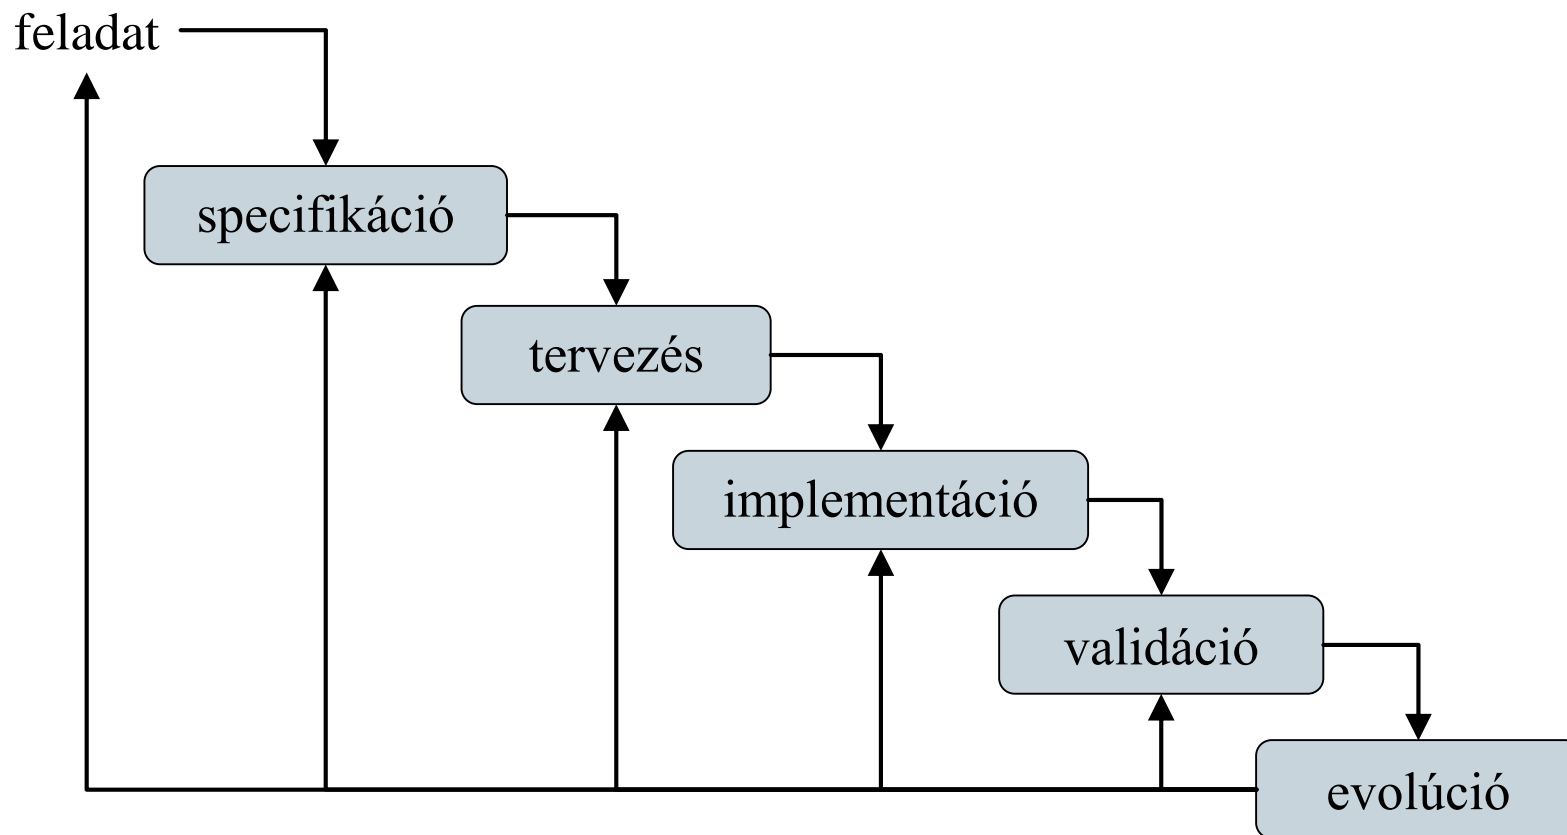 feladat
specifikáció
tervezés
implementáció
validáció
evolúció